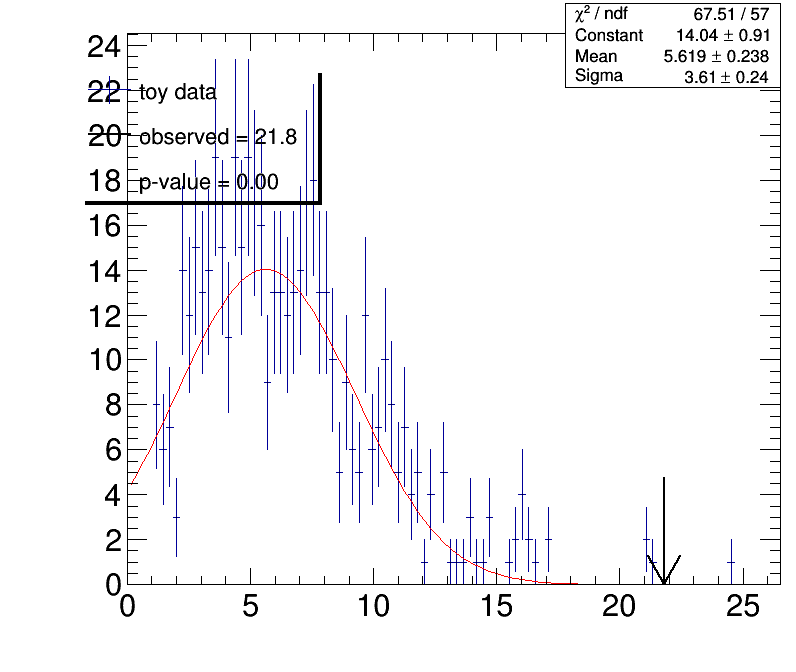 χ² / ndf 67.51 / 57
Constant 14.04 ± 0.91
Mean 5.619 ± 0.238
Sigma 3.61 ± 0.24
24
22
20
18
16
14
12
10
8
6
4
2
0
toy data
observed = 21.8
p-value = 0.00
0 5 10 15 20 25